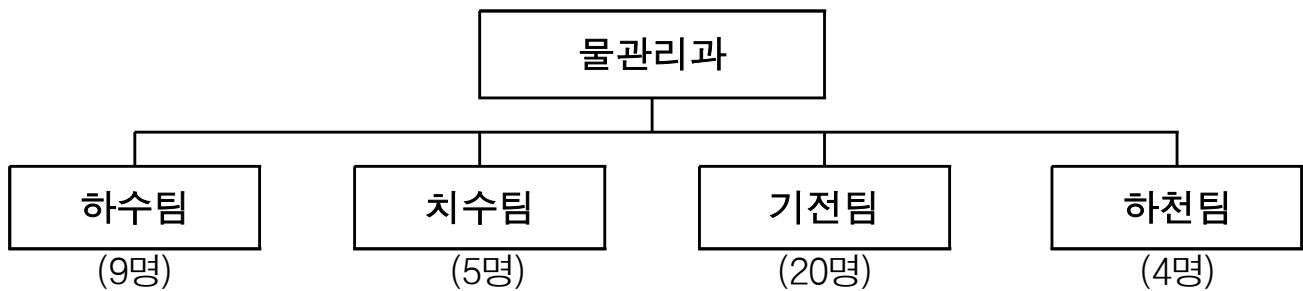 물관리과
하수팀 치수팀 기전팀 하천팀
(9명) (5명) (20명) (4명)